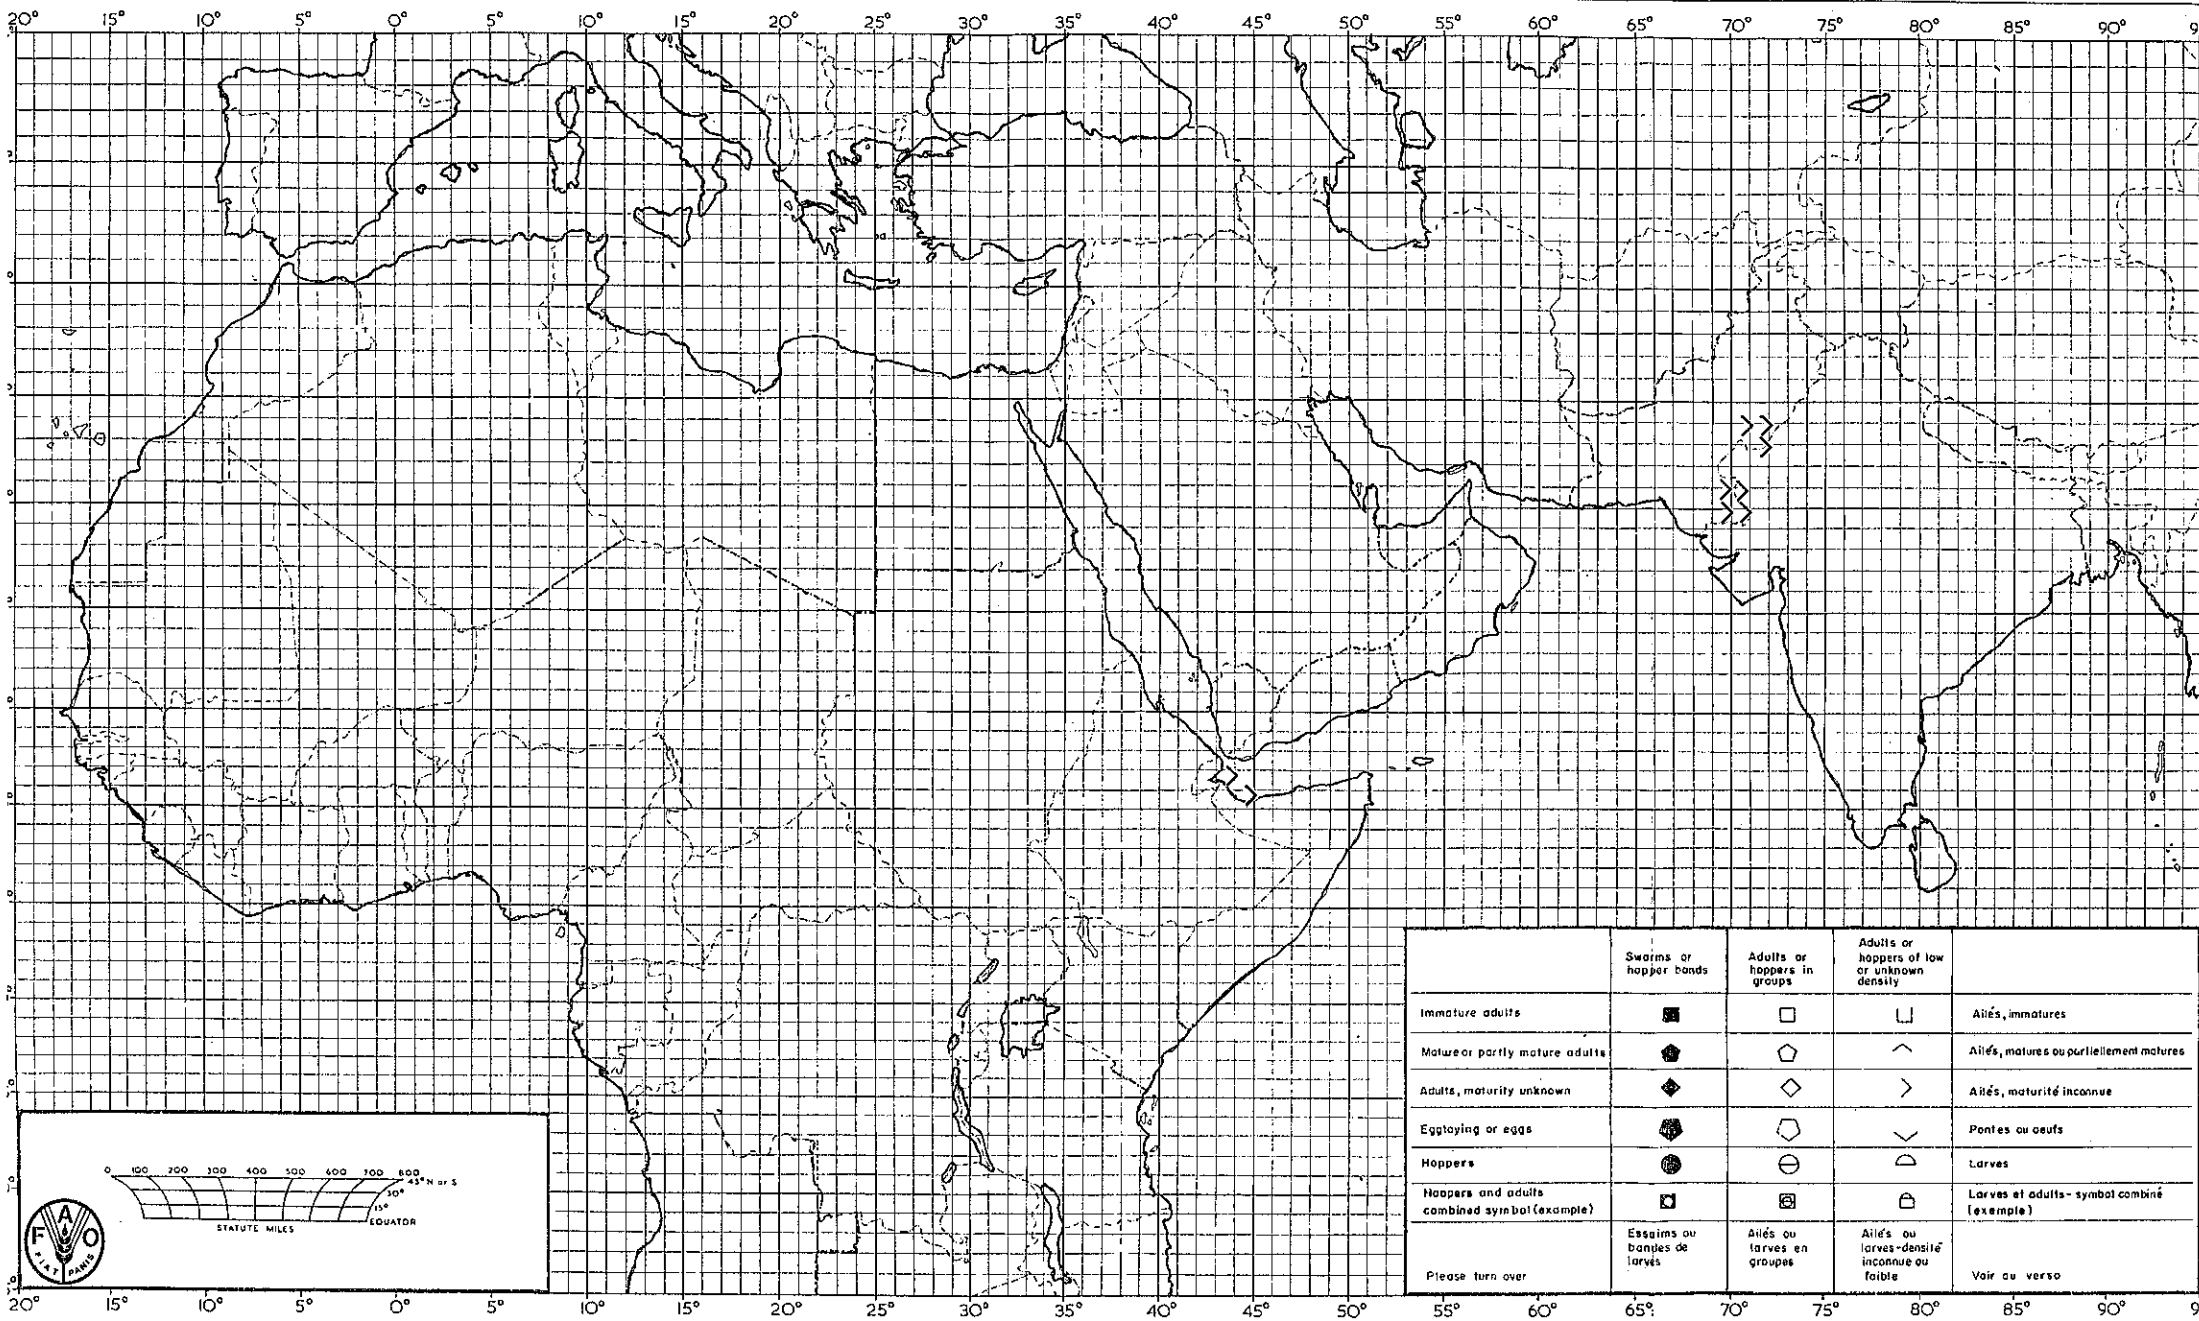 20° 15° 10° 5° 0° 5° 10° 15° 20° 25° 30° 35° 40° 45° 50° 55° 60° 65° 70° 75° 80° 85° 90°
Swarms or hopper bands
Adults or hoppers in groups
Adults or hoppers of low or unknown density
Immature adults
Ailés, immatures
Mature or partly mature adults
Ailés, matures ou partiellement matures
Adults, maturity unknown
Ailés, maturité inconnue
Egglaying or eggs
Pontes ou oeufs
Hoppers
Larves
Hoppers and adults combined symbol (example)
Larves et adults - symbol combiné (exemple)
Essaims ou bandes de larves
Ailés ou larves en groupes
Ailés ou larves-densité inconnue ou faible
Please turn over
Voir au verso
0 100 200 300 400 500 600 700 800
45° N or S
30°
15°
EQUATOR
STATUTE MILES
F A O
FIAT PANIS
20° 15° 10° 5° 0° 5° 10° 15° 20° 25° 30° 35° 40° 45° 50° 55° 60° 65° 70° 75° 80° 85° 90°